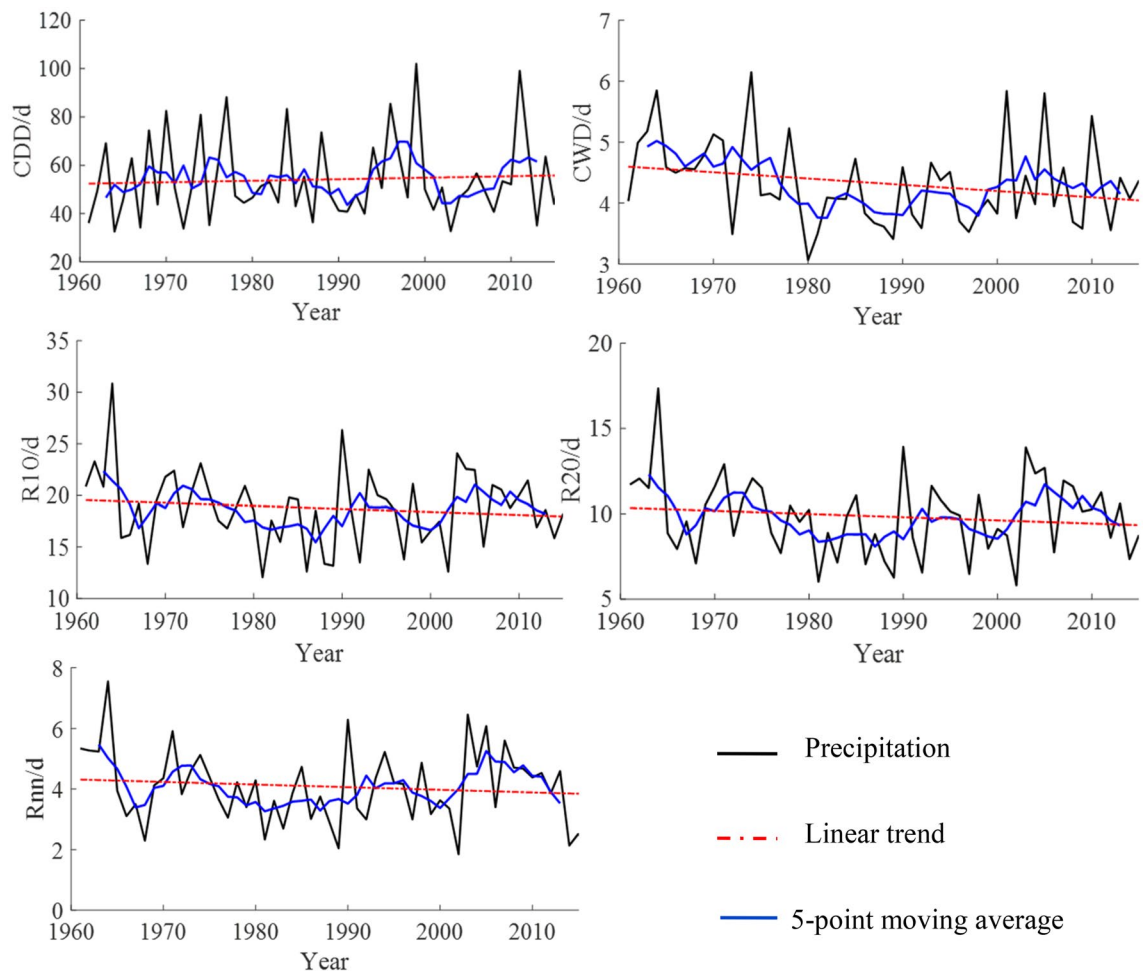 120
100
80
60
40
20
CDD/d
1960 1970 1980 1990 2000 2010
Year
7
6
5
4
3
CWD/d
1960 1970 1980 1990 2000 2010
Year
35
30
25
20
15
10
R10/d
1960 1970 1980 1990 2000 2010
Year
20
15
10
5
R20/d
1960 1970 1980 1990 2000 2010
Year
8
6
4
2
0
Rnn/d
1960 1970 1980 1990 2000 2010
Year
Precipitation
Linear trend
5-point moving average